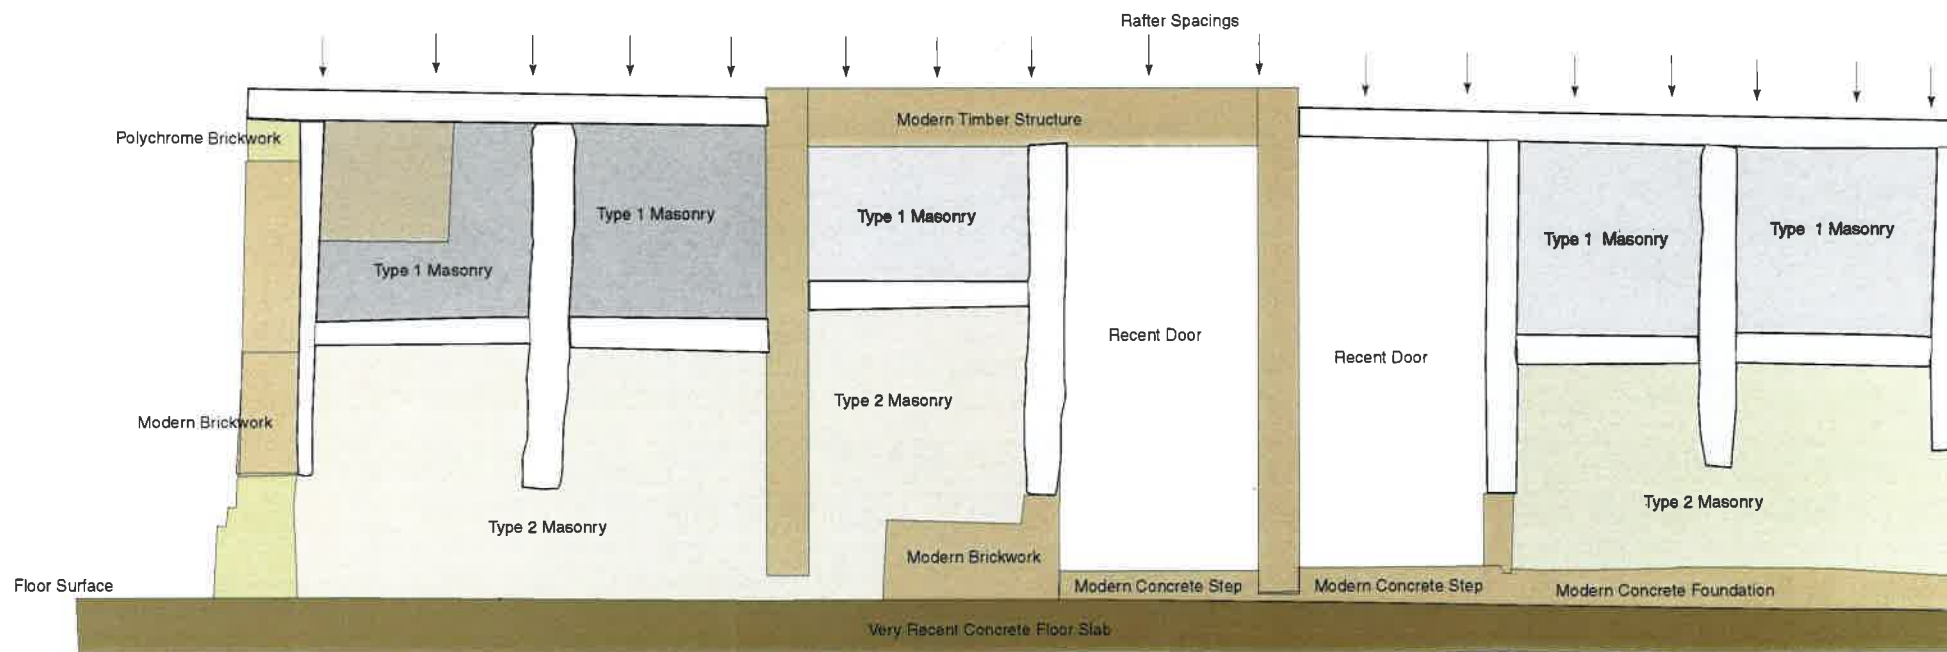 Rafter Spacings
Modern Timber Structure
Polychrome Brickwork
Type 1 Masonry
Type 1 Masonry
Type 1 Masonry
Type 1 Masonry
Type 1 Masonry
Recent Door
Recent Door
Type 2 Masonry
Modern Brickwork
Type 2 Masonry
Type 2 Masonry
Modern Brickwork
Floor Surface
Modern Concrete Step
Modern Concrete Step
Modern Concrete Foundation
Very Recent Concrete Floor Slab